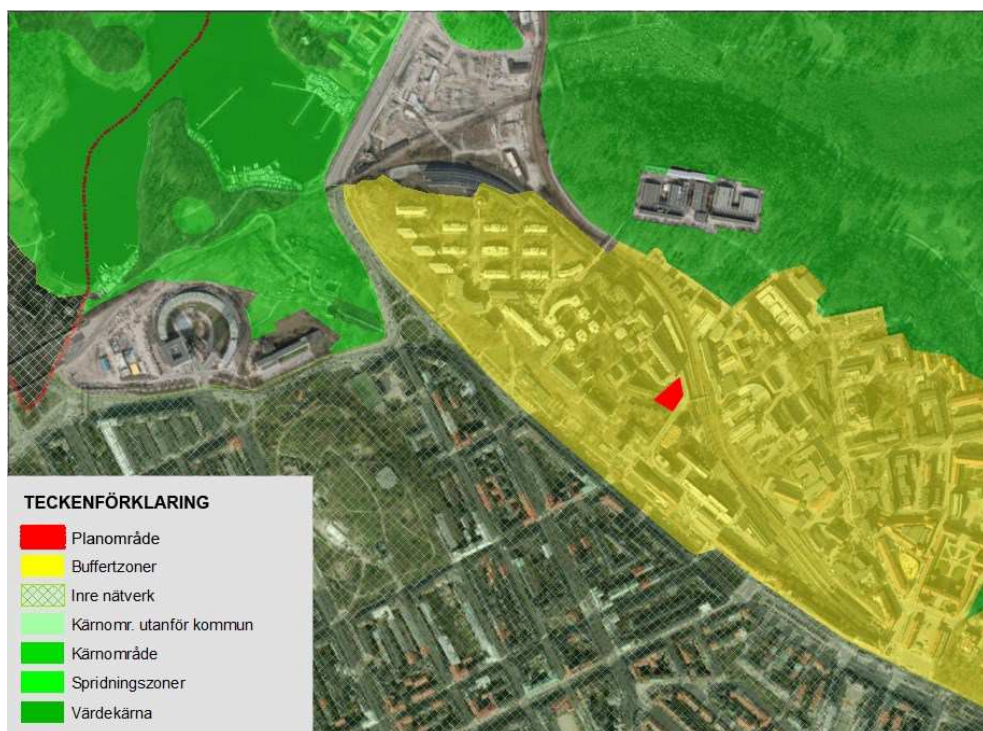 TECKENFÖRKLARING
Planområde
Buffertzoner
Inre nätverk
Kärnomr. utanför kommun
Kärnområde
Spridningszoner
Värdekärna